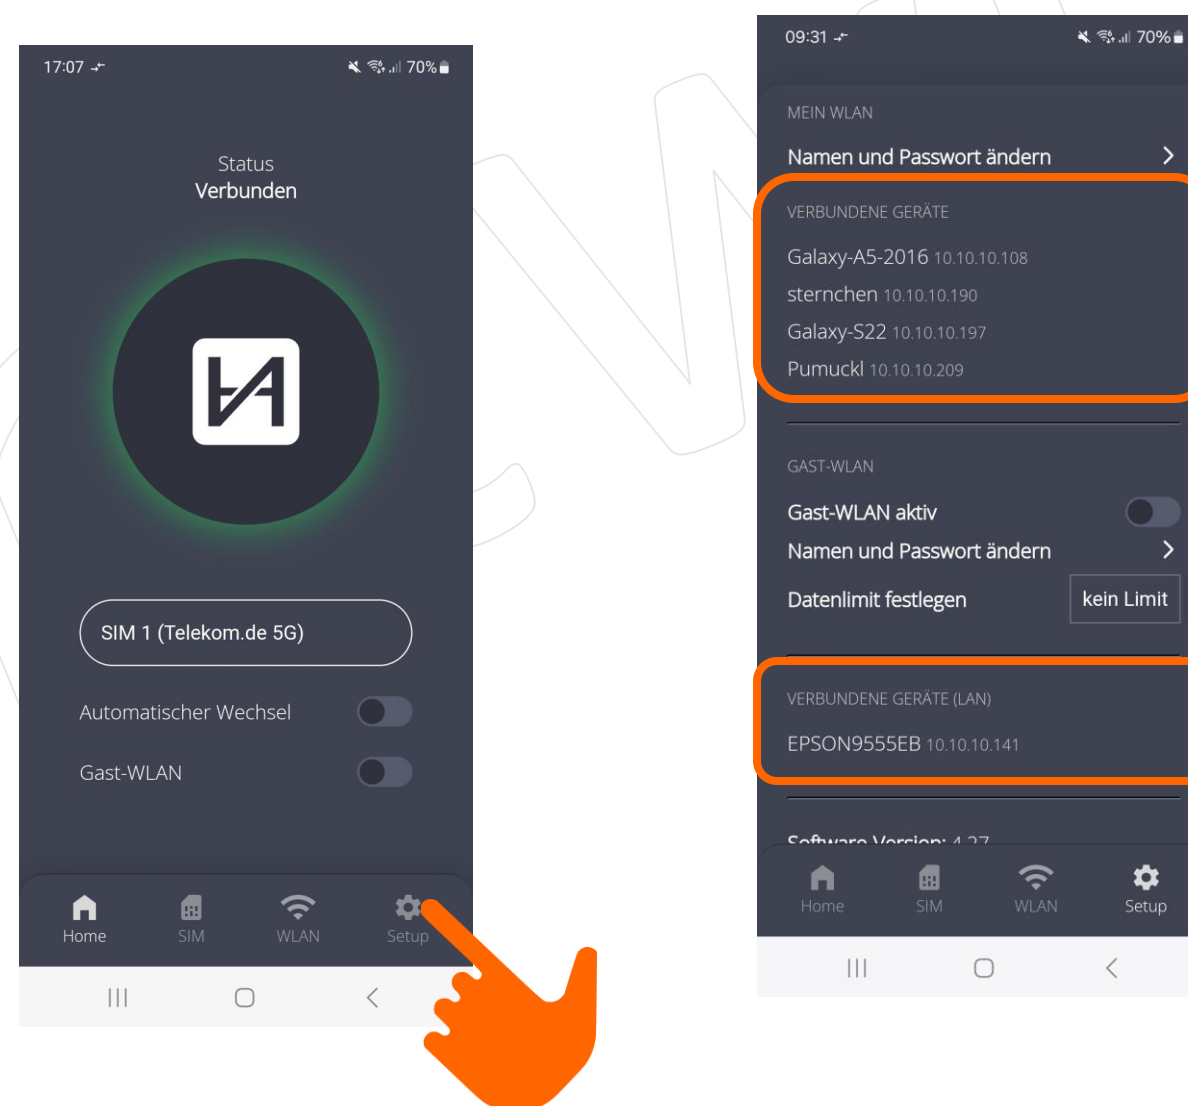 17:07
70%
Status
Verbunden
SIM 1 (Telekom.de 5G)
Automatischer Wechsel
Gast-WLAN
Home
SIM
WLAN
Setup
09:31
70%
MEIN WLAN
Namen und Passwort ändern
VERBUNDENE GERÄTE
Galaxy-A5-2016 10.10.10.108
sternchen 10.10.10.190
Galaxy-S22 10.10.10.197
Pumuckl 10.10.10.209
GAST-WLAN
Gast-WLAN aktiv
Namen und Passwort ändern
Datenlimit festlegen kein Limit
VERBUNDENE GERÄTE (LAN)
EPSON9555EB 10.10.10.141
Software Version: 4.27
Home
SIM
WLAN
Setup